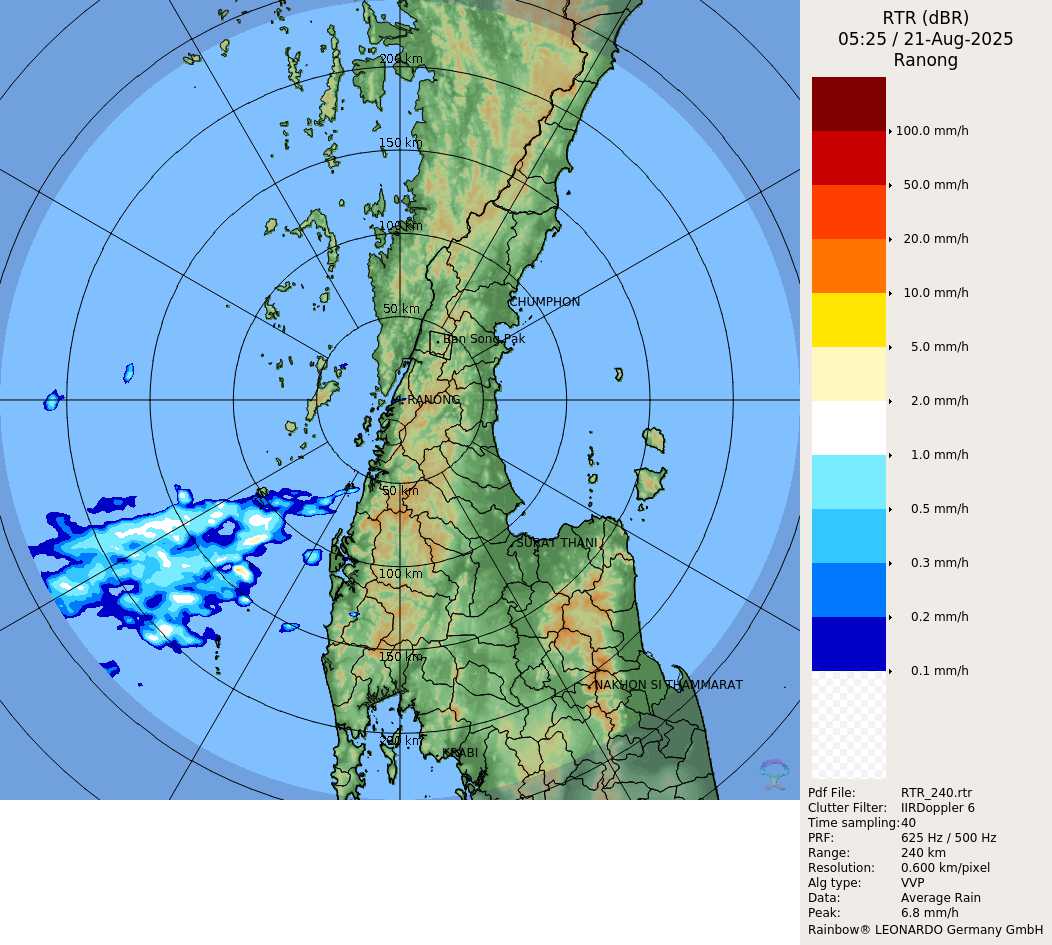 RTR (dBR)
05:25 / 21-Aug-2025
Ranong
200 km
150 km
100 km
50 km
CHUMPHON
Ban Song Pak
RANONG
50 km
SURAT THANI
100 km
150 km
NAKHON SI THAMMARAT
200 km
KRABI
100.0 mm/h
50.0 mm/h
20.0 mm/h
10.0 mm/h
5.0 mm/h
2.0 mm/h
1.0 mm/h
0.5 mm/h
0.3 mm/h
0.2 mm/h
0.1 mm/h
Pdf File: RTR_240.rtr
Clutter Filter: IIRDoppler 6
Time sampling:40
PRF: 625 Hz / 500 Hz
Range: 240 km
Resolution: 0.600 km/pixel
Alg type: VVP
Data: Average Rain
Peak: 6.8 mm/h
Rainbow® LEONARDO Germany GmbH